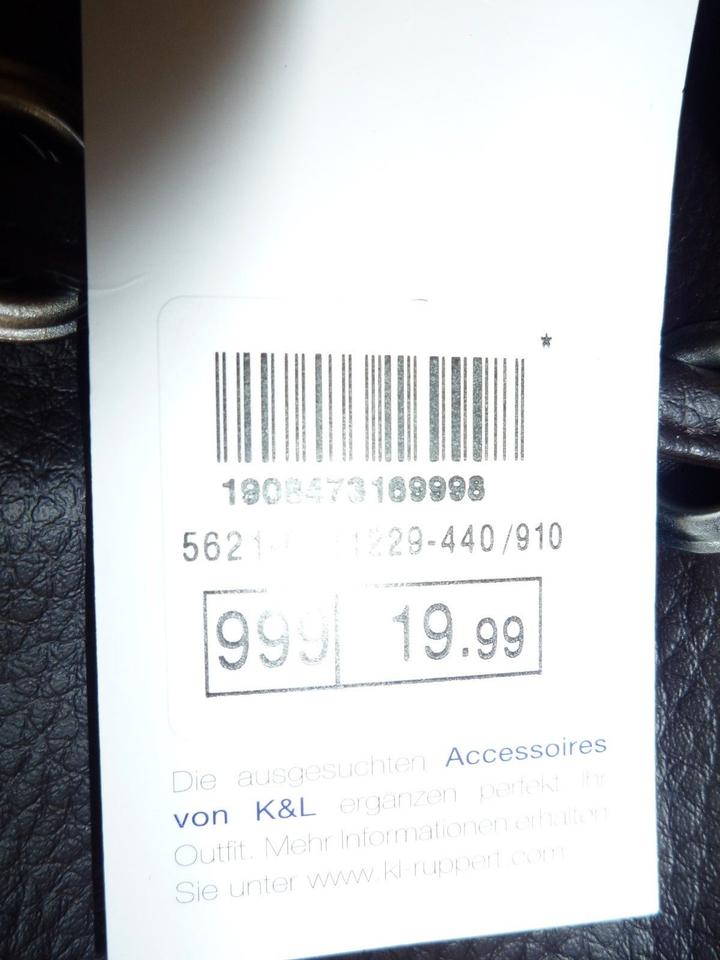 *
1908473169998
1229-440/910
999 19.99
Die ausgesuchten Accessoires
von K&L ergänzen perfekt Ihr
Outfit. Mehr Informationen erhalten
Sie unter www.kl-ruppert.com